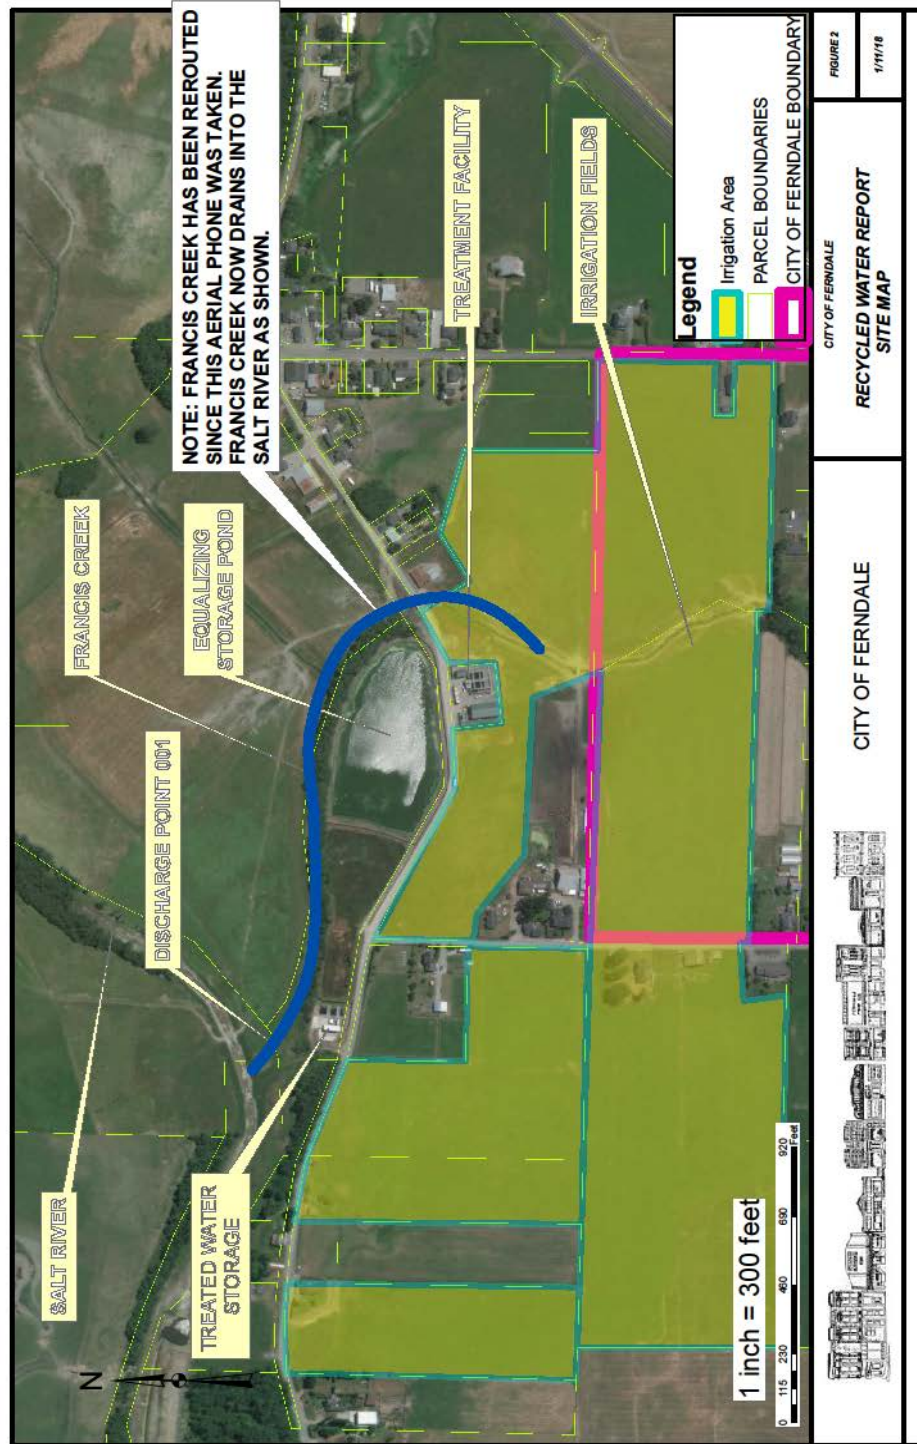 NOTE: FRANCIS CREEK HAS BEEN REROUTED
SINCE THIS AERIAL PHONE WAS TAKEN.
FRANCIS CREEK NOW DRAINS INTO THE
SALT RIVER AS SHOWN.
N
SALT RIVER
DISCHARGE POINT 001
FRANCIS CREEK
EQUALIZING
STORAGE POND
TREATED WATER
STORAGE
TREATMENT FACILITY
IRRIGATION FIELDS
1 inch = 300 feet
0 115 230 460 690 920
Feet
Legend
Irrigation Area
PARCEL BOUNDARIES
CITY OF FERNDALE BOUNDARY
CITY OF FERNDALE
CITY OF FERNDALE
RECYCLED WATER REPORT
SITE MAP
FIGURE 2
1/11/18